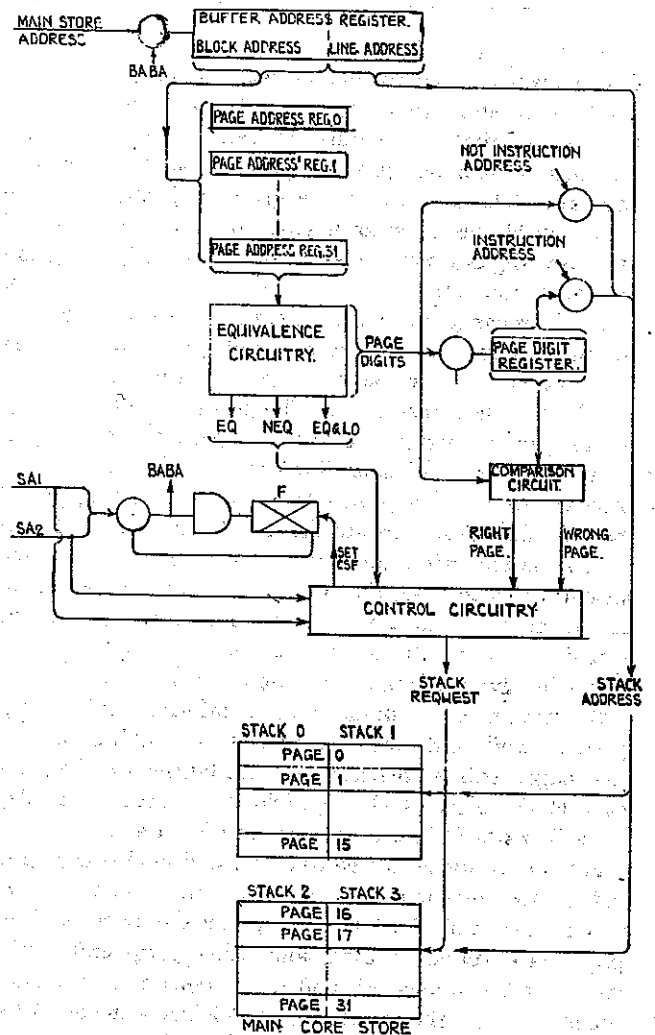 BUFFER ADDRESS REGISTER.
MAIN STORE
ADDRESS
BLOCK ADDRESS LINE ADDRESS
BABA
PAGE ADDRESS REG.0
PAGE ADDRESS REG.1
NOT INSTRUCTION
ADDRESS
PAGE ADDRESS REG.31
INSTRUCTION
ADDRESS
EQUIVALENCE
CIRCUITRY.
PAGE
DIGITS
PAGE DIGIT
REGISTER.
EQ NEQ EQ&LO
BABA
COMPARISON
CIRCUIT.
SA1
F
SA2
RIGHT
PAGE.
WRONG
PAGE.
SET
CSF
CONTROL CIRCUITRY
STACK
REQUEST
STACK
ADDRESS
STACK 0 STACK 1
PAGE 0
PAGE 1
PAGE 15
STACK 2 STACK 3
PAGE 16
PAGE 17
PAGE 31
MAIN CORE STORE